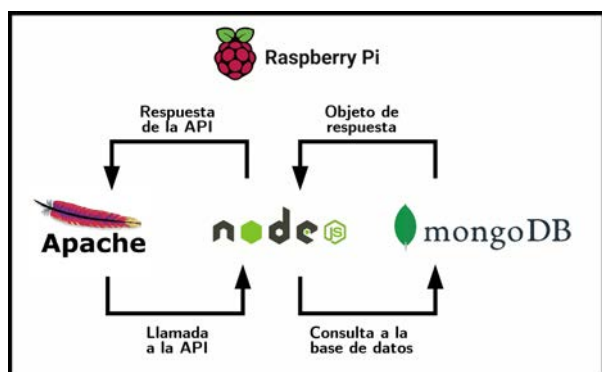 Raspberry Pi
Respuesta
de la API
Objeto de
respuesta
Apache
node
JS
mongoDB
Llamada
a la API
Consulta a la
base de datos